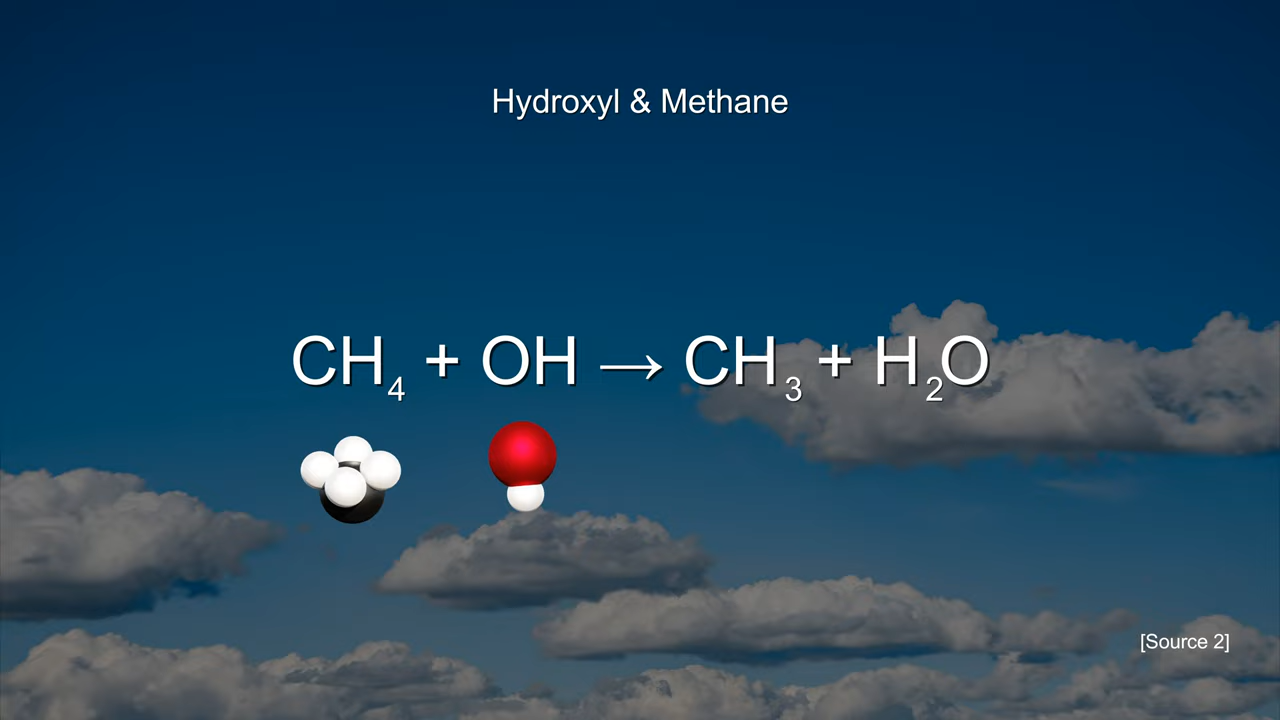 Hydroxyl & Methane
CH₄ + OH → CH₃ + H₂O
[Source 2]